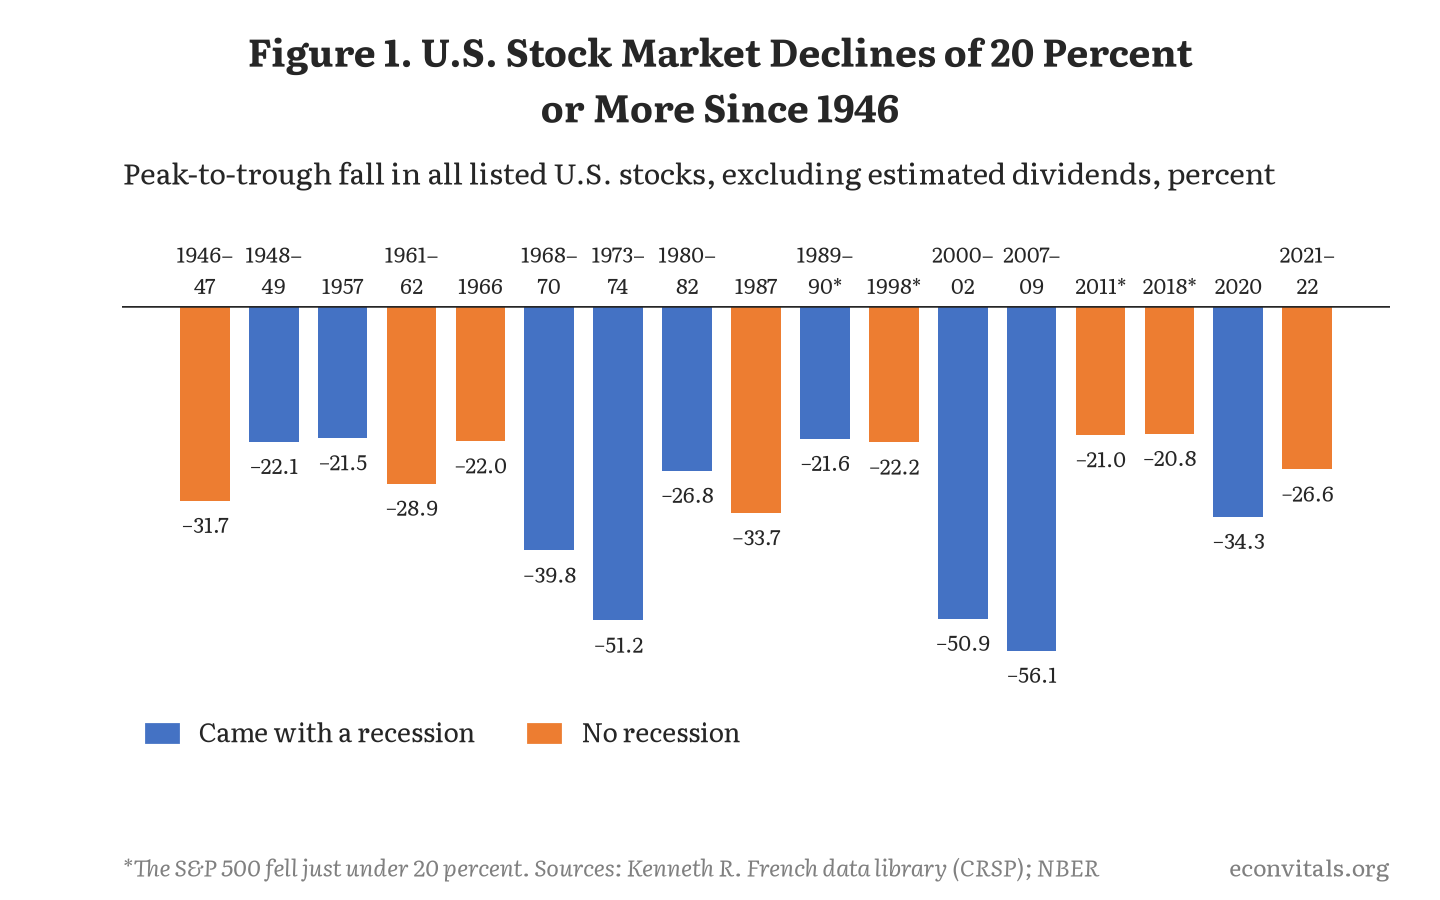 Figure 1. U.S. Stock Market Declines of 20 Percent
or More Since 1946
Peak-to-trough fall in all listed U.S. stocks, excluding estimated dividends, percent
1946– 1948– 1961– 1968– 1973– 1980– 1989– 2000– 2007– 2021–
47 49 1957 62 1966 70 74 82 1987 90* 1998* 02 09 2011* 2018* 2020 22
–31.7
–22.1
–21.5
–28.9
–22.0
–39.8
–51.2
–26.8
–33.7
–21.6
–22.2
–50.9
–56.1
–21.0
–20.8
–34.3
–26.6
Came with a recession
No recession
*The S&P 500 fell just under 20 percent. Sources: Kenneth R. French data library (CRSP); NBER
econvitals.org